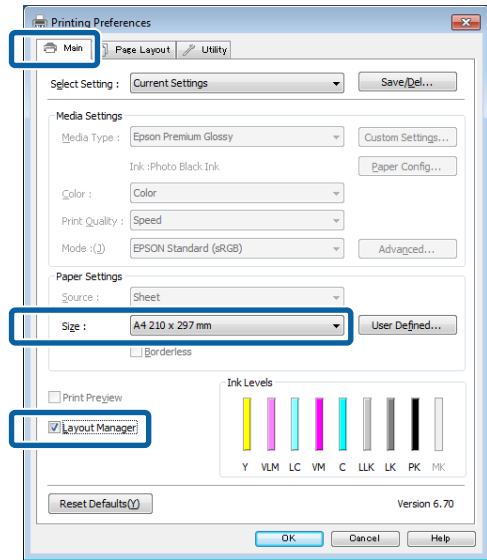 Printing Preferences
Main Page Layout Utility
Select Setting : Current Settings Save/Del...
Media Settings
Media Type : Epson Premium Glossy Custom Settings...
Ink :Photo Black Ink Paper Config...
Color : Color
Print Quality : Speed
Mode :(J) EPSON Standard (sRGB) Advanced...
Paper Settings
Source : Sheet
Size : A4 210 x 297 mm User Defined...
Borderless
Ink Levels
Print Preview
Layout Manager
Y VLM LC VM C LLK LK PK MK
Reset Defaults(Y) Version 6.70
OK Cancel Help